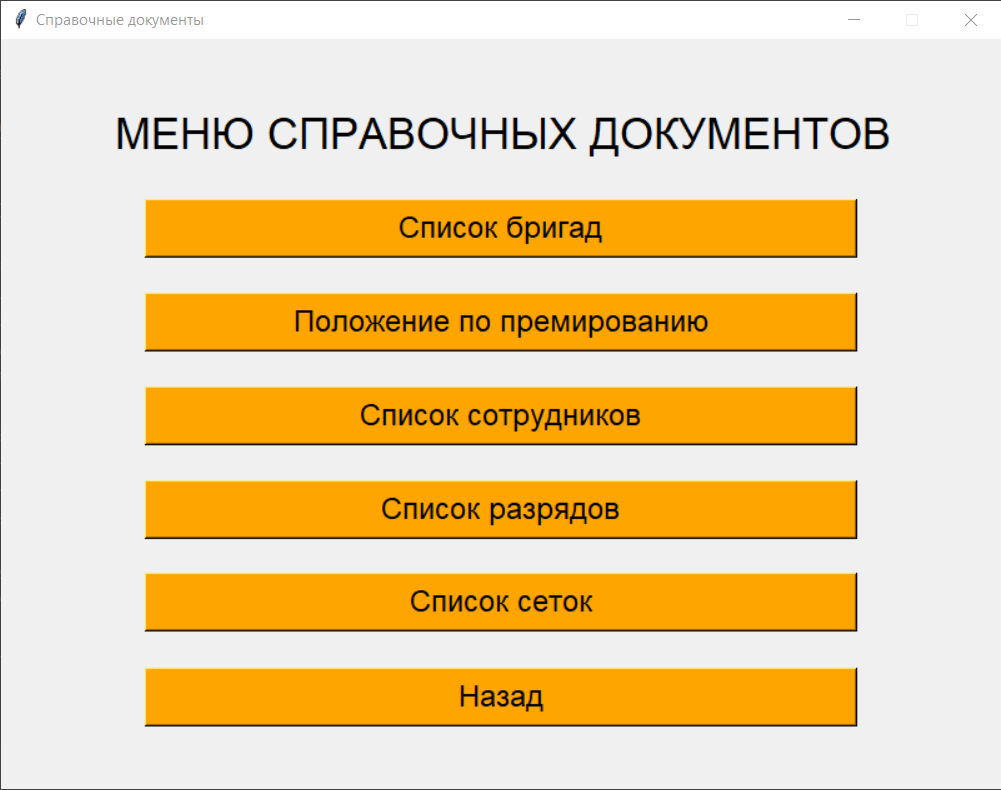 Справочные документы
МЕНЮ СПРАВОЧНЫХ ДОКУМЕНТОВ
Список бригад
Положение по премированию
Список сотрудников
Список разрядов
Список сеток
Назад